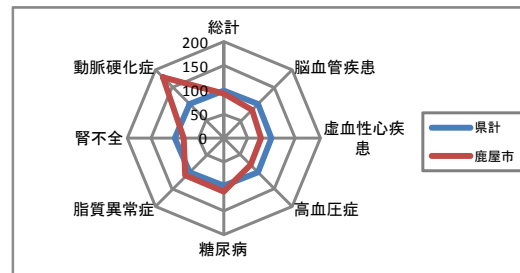 総計
200
150
100
50
0
脳血管疾患
虚血性心疾
患
高血圧症
糖尿病
脂質異常症
腎不全
動脈硬化症
県計
鹿屋市